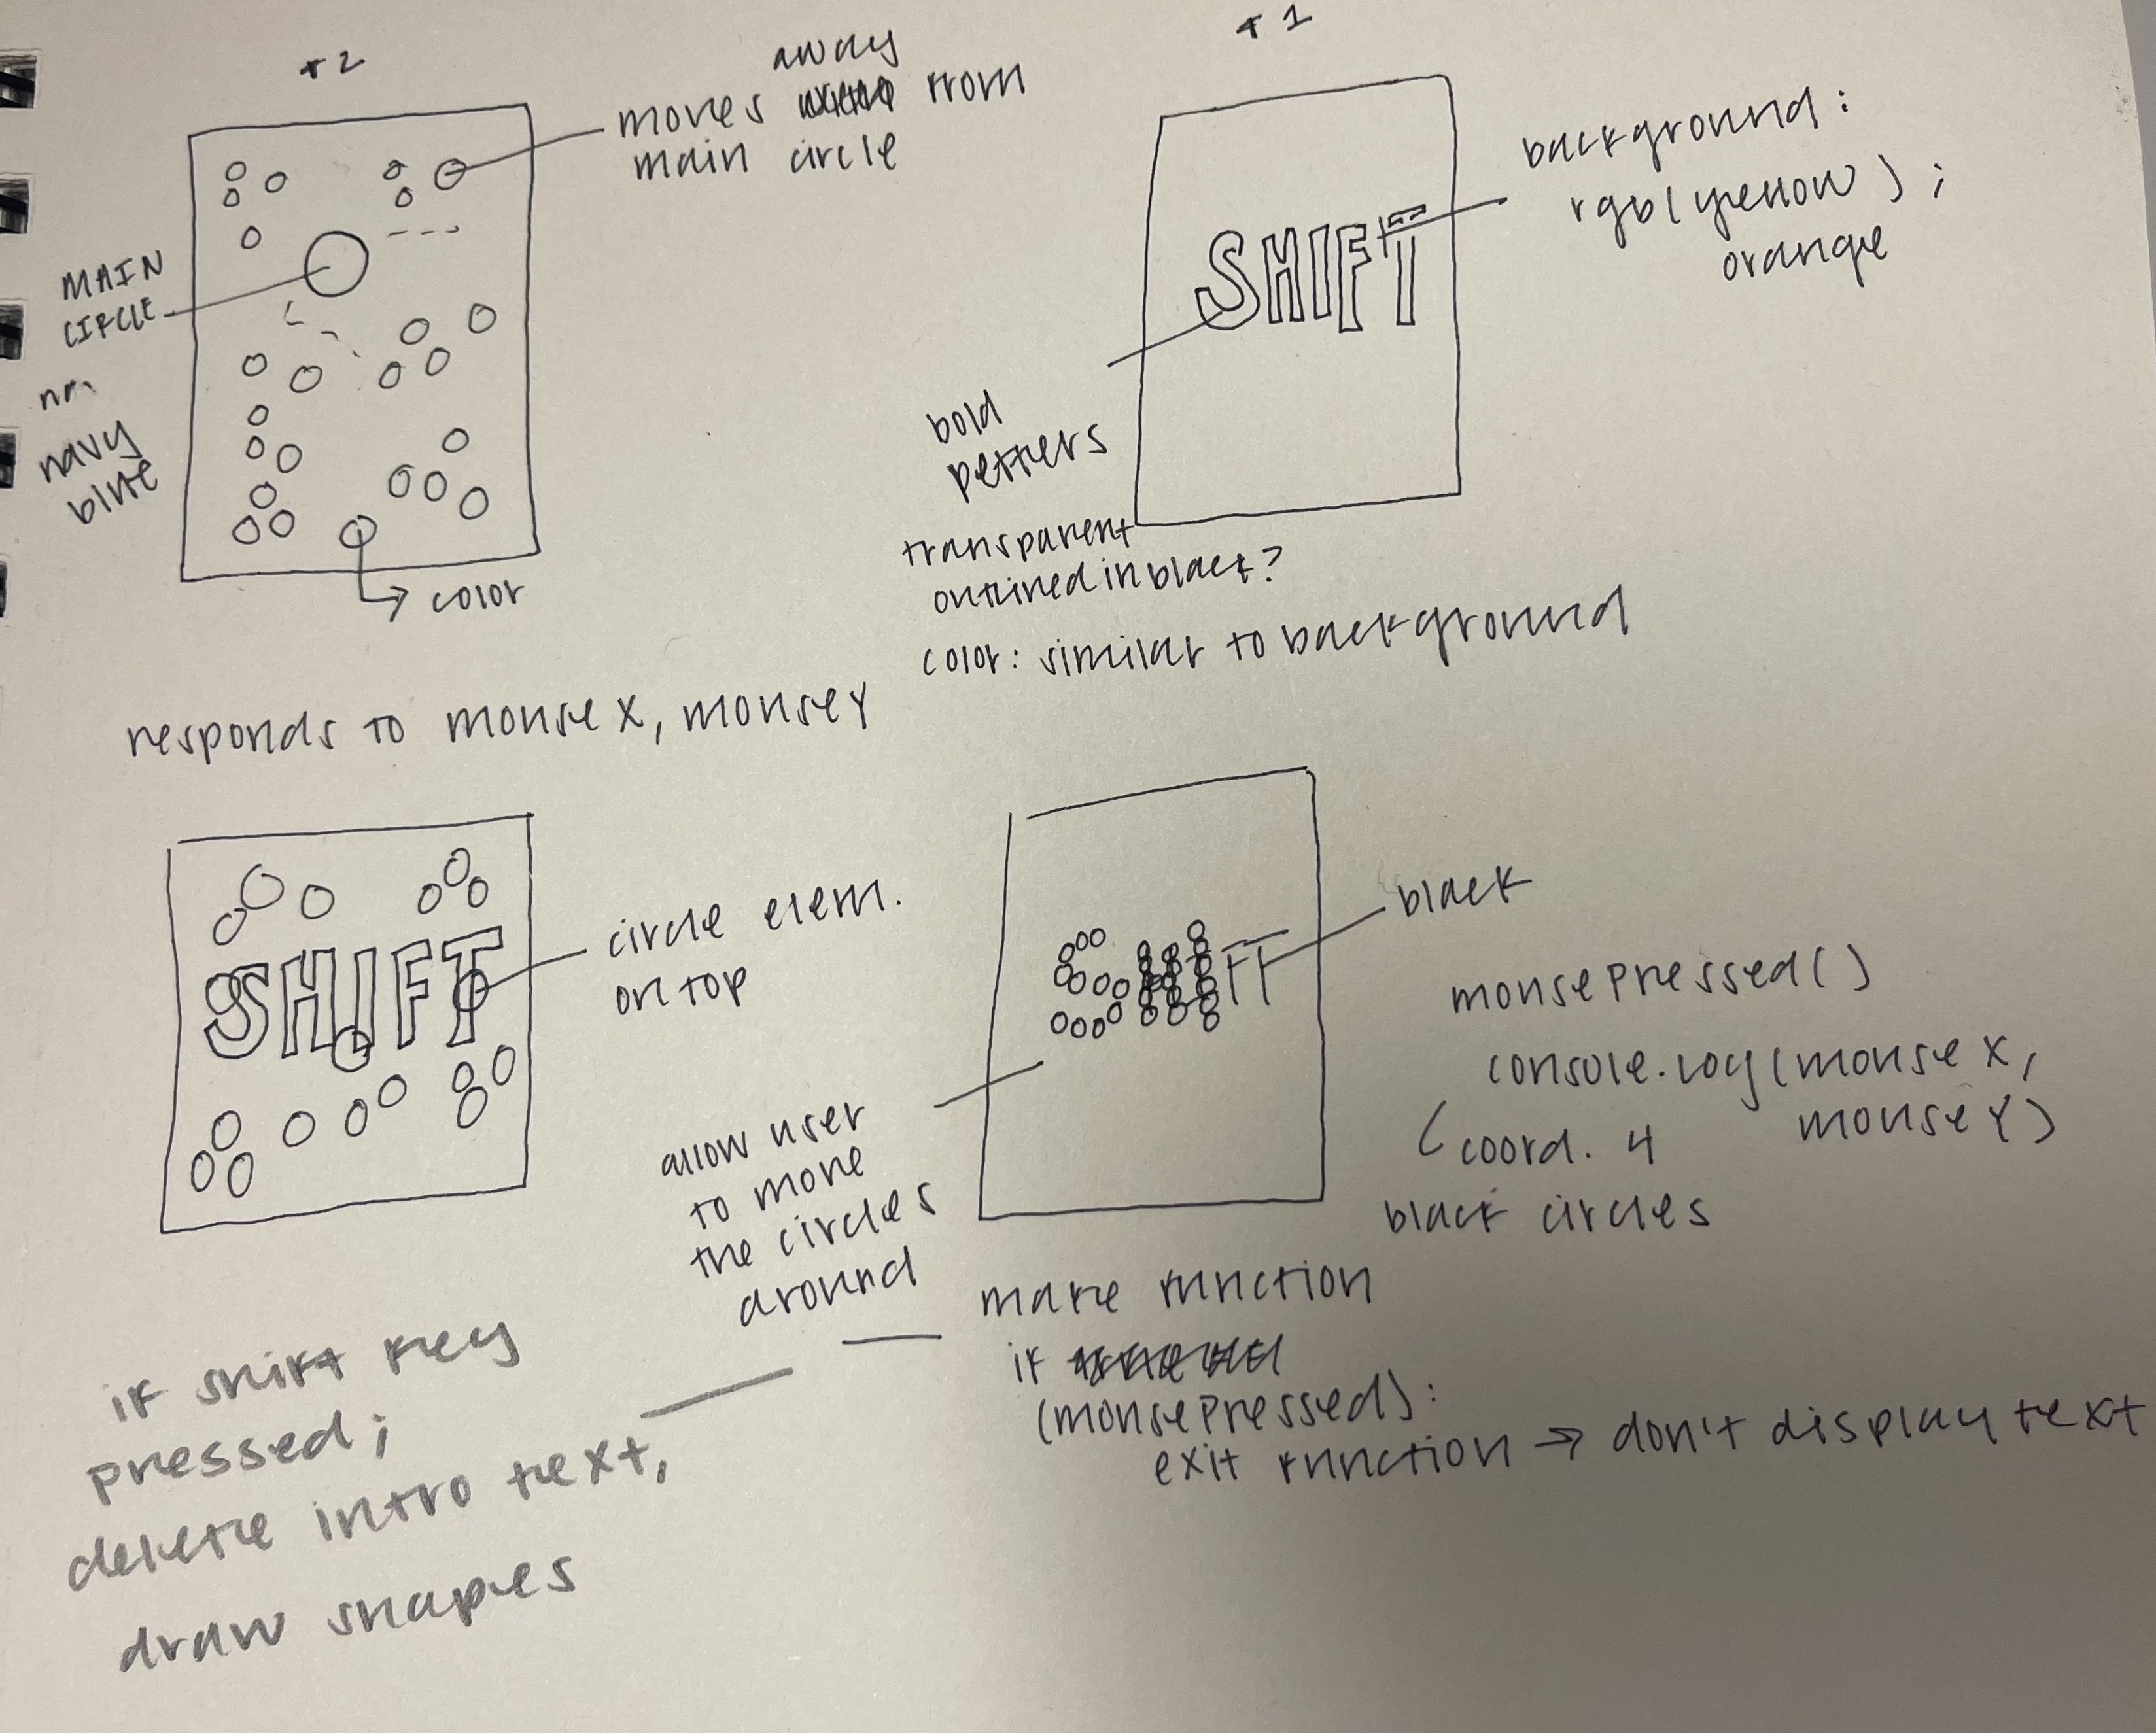 +2
away
moves from
main circle
MAIN
CIRCLE
navy
blue
color
responds to mouseX, mouseY
+1
SHIFT
background:
rgb(yellow);
orange
bold
letters
transparent
outlined in black?
color: similar to background
SHIFT
circle elem.
on top
black
allow user
to move
the circles
around
mousePressed()
console.log(mouseX,
mouseY)
(coord. 4
black circles
make function
if
(mousePressed):
exit function → don't display text
if shift key
pressed;
delete intro text,
draw shapes